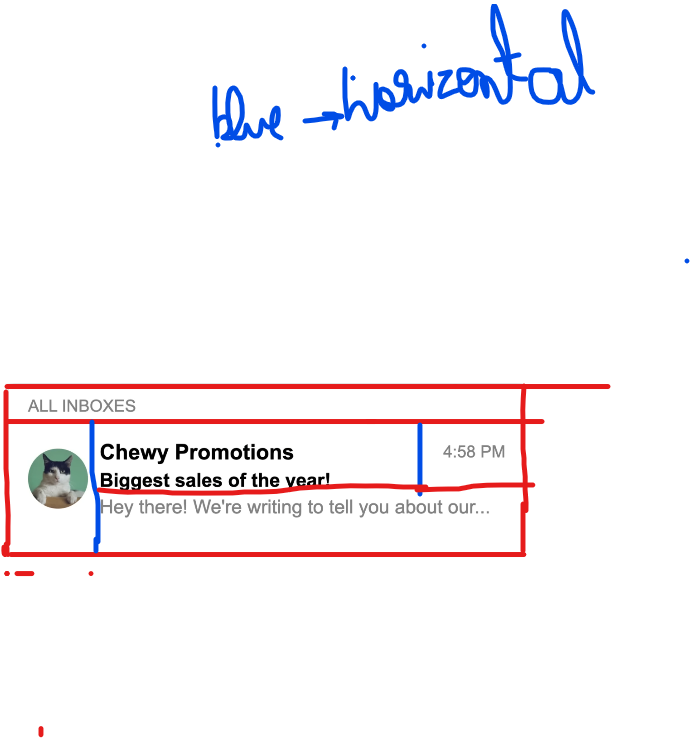 blue → horizontal
ALL INBOXES
Chewy Promotions 4:58 PM
Biggest sales of the year!
Hey there! We're writing to tell you about our...